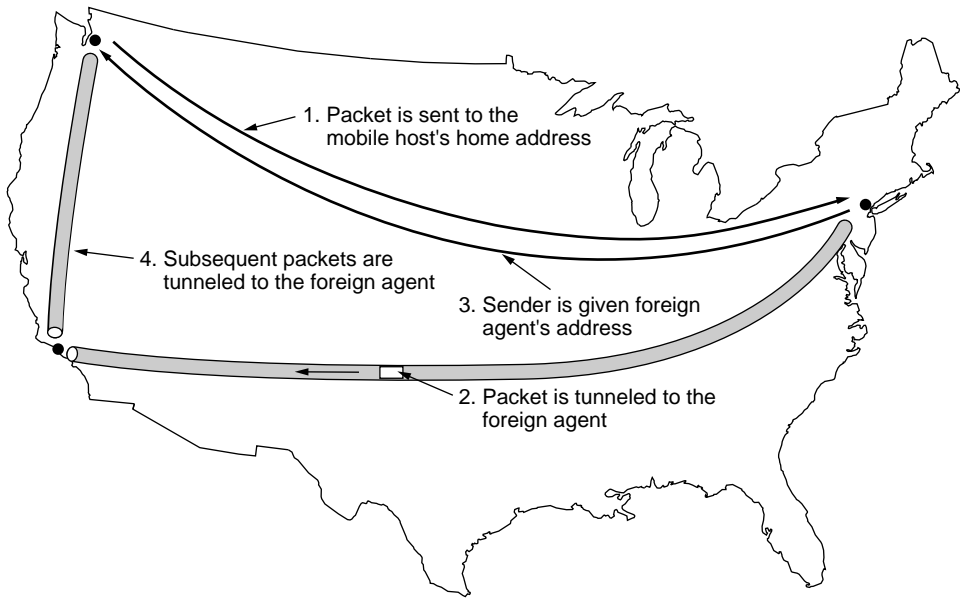 1. Packet is sent to the
mobile host's home address
4. Subsequent packets are
tunneled to the foreign agent
3. Sender is given foreign
agent's address
2. Packet is tunneled to the
foreign agent